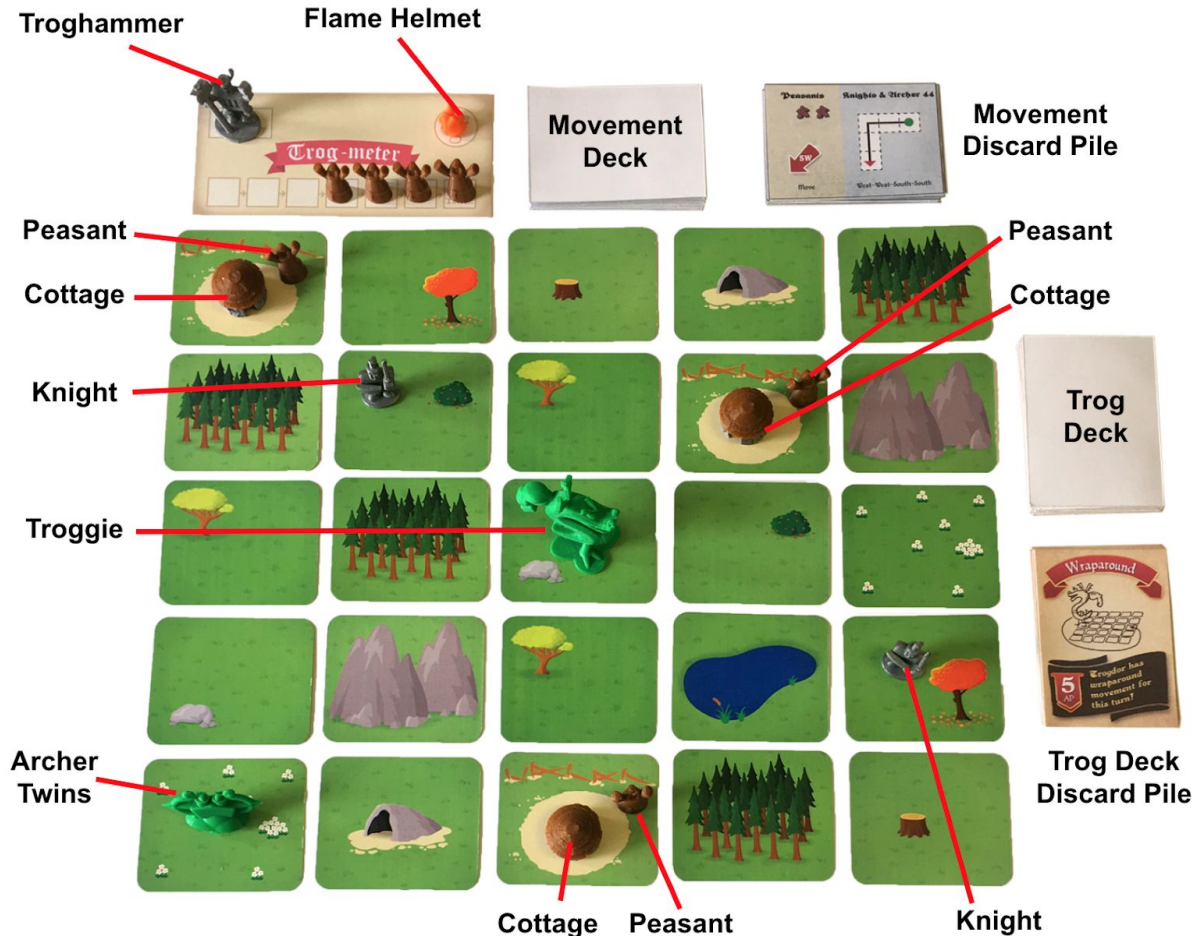 Troghammer
Flame Helmet
Trog-meter
Movement
Deck
Peasants
Knights & Archer 44
SW
Move
West-West-South-South
Movement
Discard Pile
Peasant
Cottage
Peasant
Cottage
Knight
Trog
Deck
Troggie
Wraparound
5
AP
Trogdor has
wraparound
movement for
this turn!
Archer
Twins
Trog Deck
Discard Pile
Cottage
Peasant
Knight